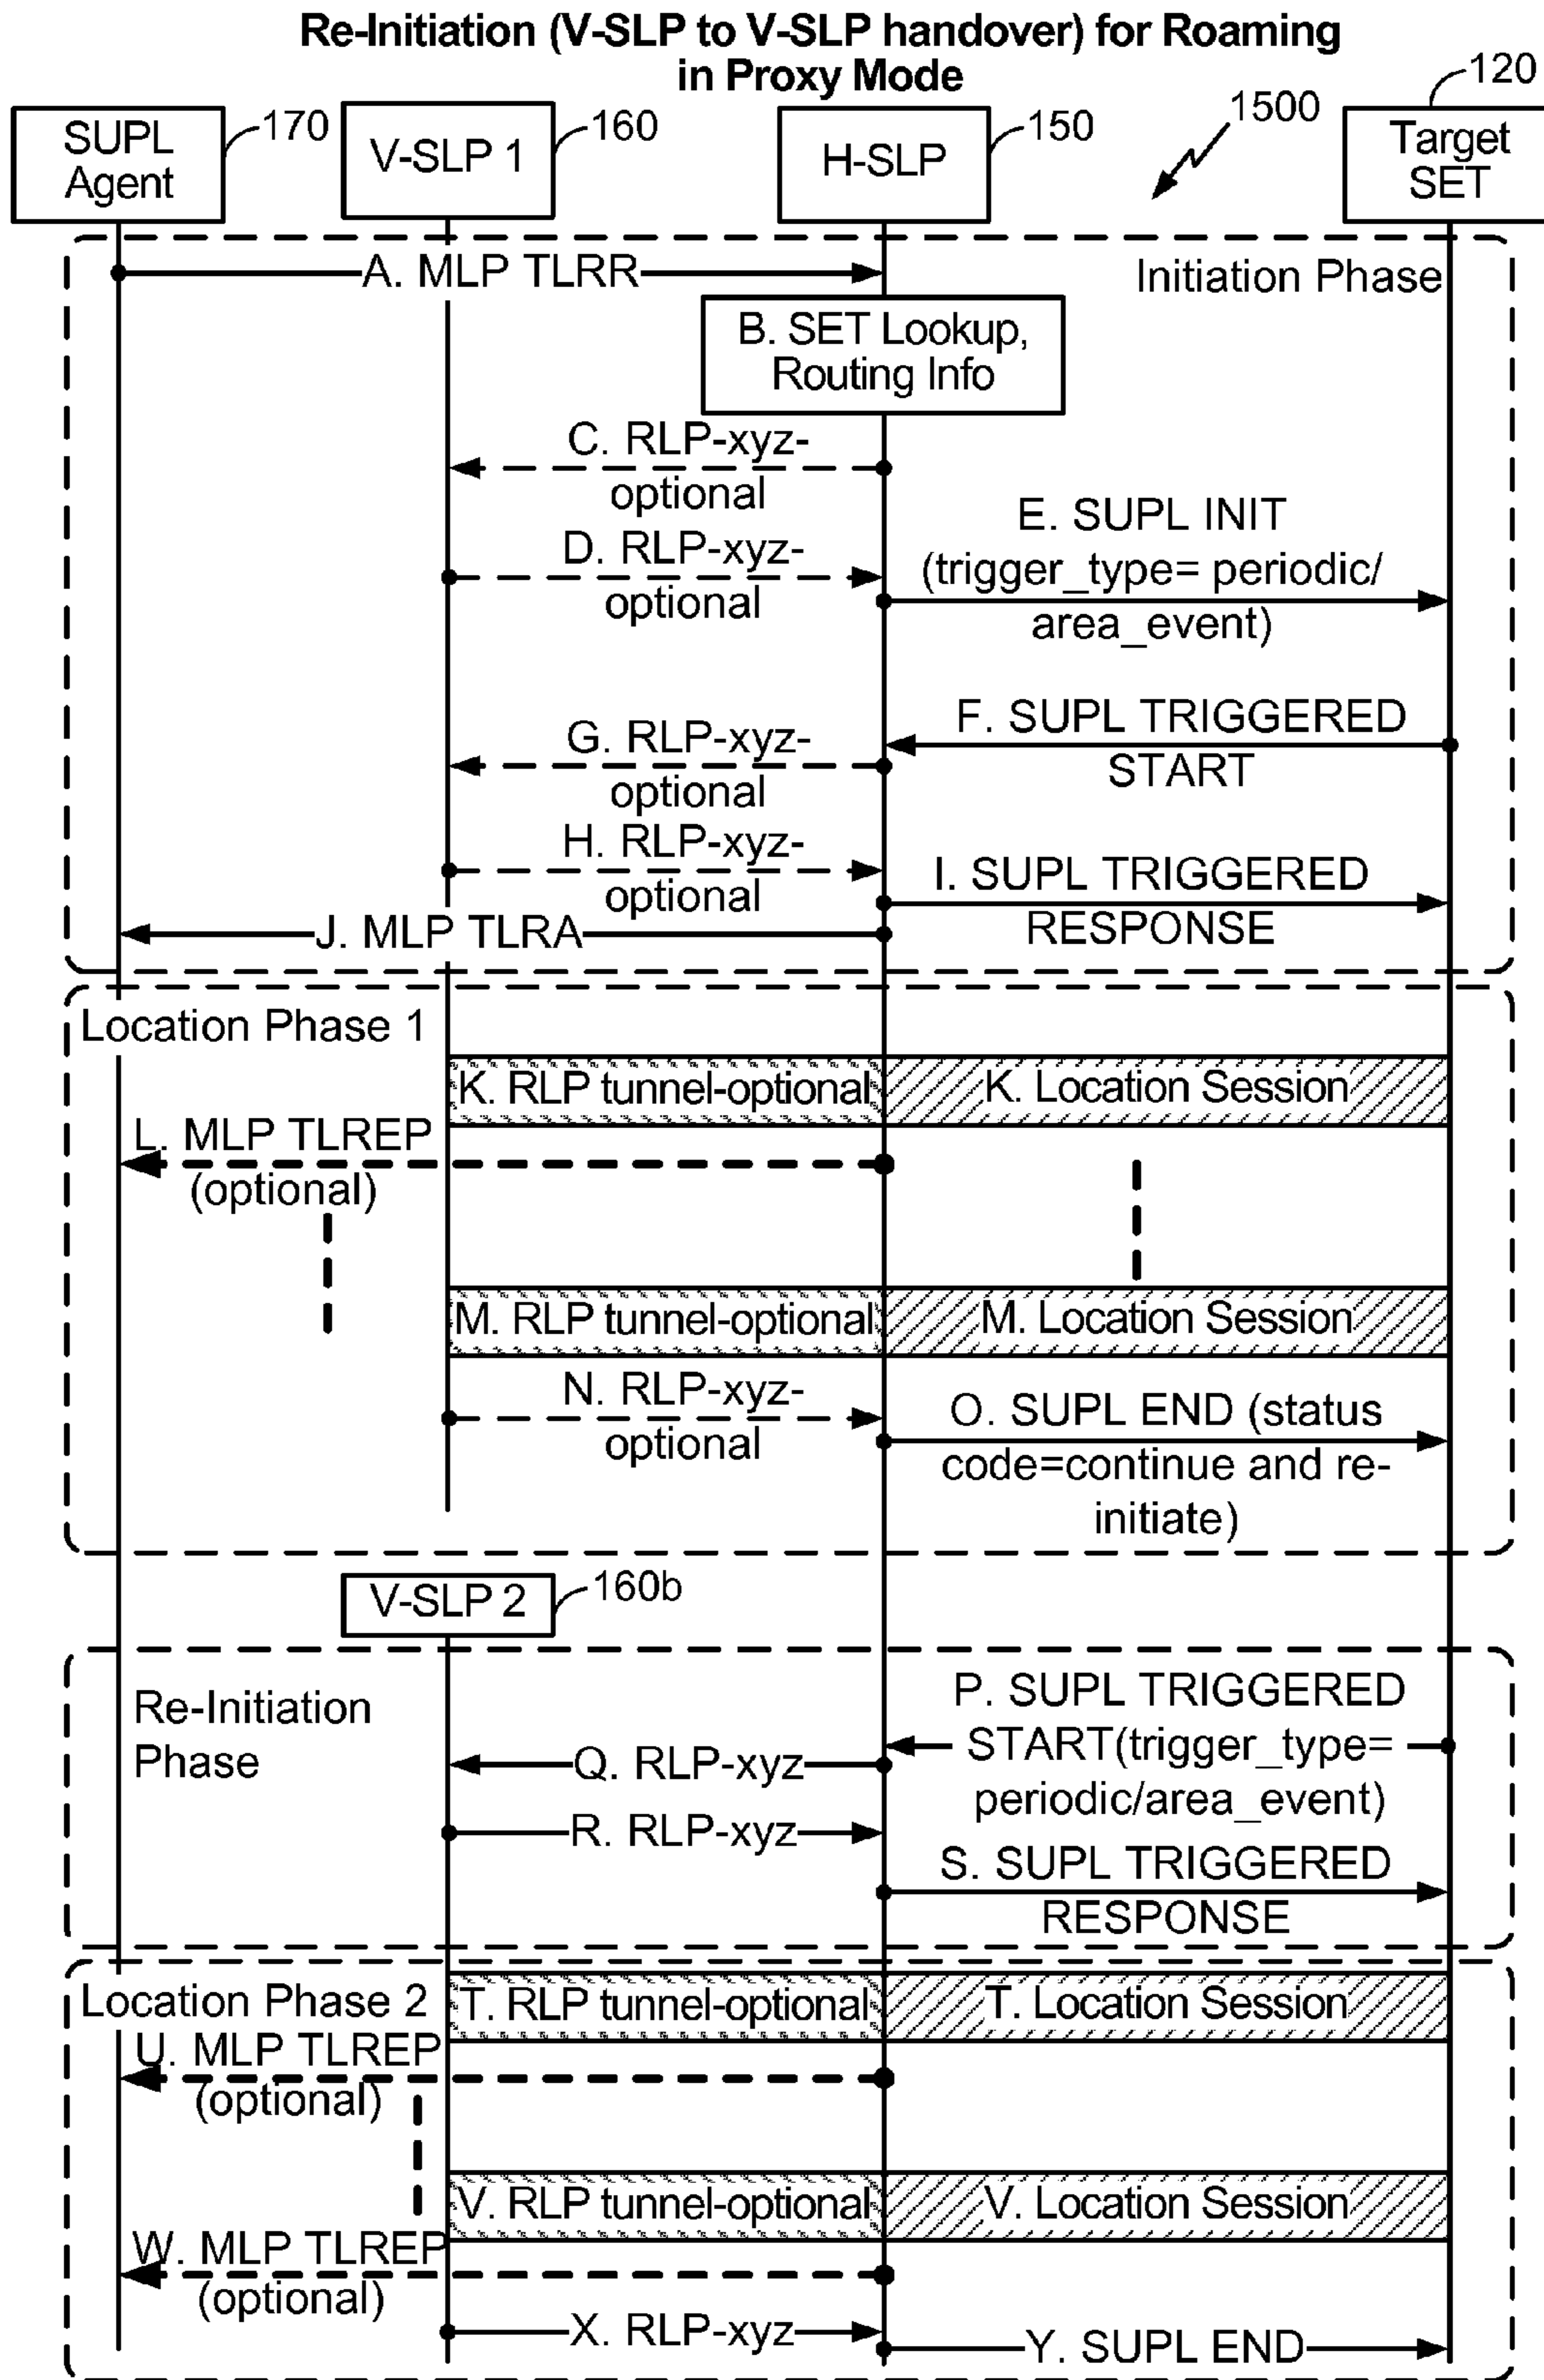 Re-Initiation (V-SLP to V-SLP handover) for Roaming
in Proxy Mode
120
SUPL
Agent
170
V-SLP 1
160
H-SLP
150
1500
Target
SET
A. MLP TLRR
Initiation Phase
B. SET Lookup,
Routing Info
C. RLP-xyz-
optional
D. RLP-xyz-
optional
E. SUPL INIT
(trigger_type= periodic/
area_event)
F. SUPL TRIGGERED
START
G. RLP-xyz-
optional
H. RLP-xyz-
optional
I. SUPL TRIGGERED
RESPONSE
J. MLP TLRA
Location Phase 1
K. RLP tunnel-optional
K. Location Session
L. MLP TLREP
(optional)
M. RLP tunnel-optional
M. Location Session
N. RLP-xyz-
optional
O. SUPL END (status
code=continue and re-
initiate)
V-SLP 2
160b
Re-Initiation
Phase
P. SUPL TRIGGERED
START(trigger_type=
periodic/area_event)
Q. RLP-xyz
R. RLP-xyz
S. SUPL TRIGGERED
RESPONSE
Location Phase 2
T. RLP tunnel-optional
T. Location Session
U. MLP TLREP
(optional)
V. RLP tunnel-optional
V. Location Session
W. MLP TLREP
(optional)
X. RLP-xyz
Y. SUPL END